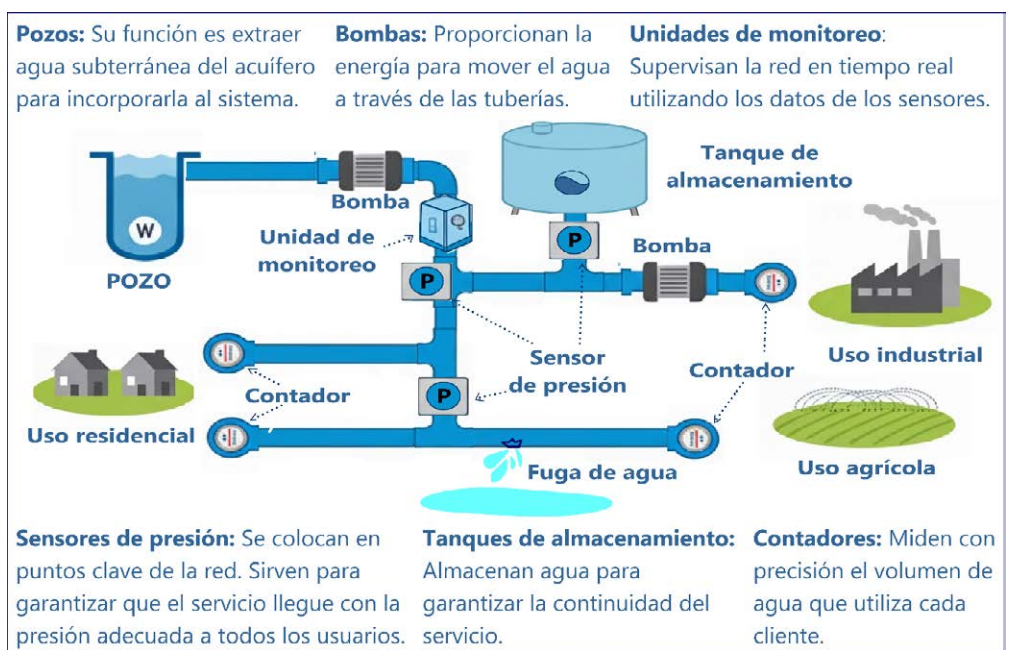 Pozos: Su función es extraer
agua subterránea del acuífero
para incorporarla al sistema.
Bombas: Proporcionan la
energía para mover el agua
a través de las tuberías.
Unidades de monitoreo:
Supervisan la red en tiempo real
utilizando los datos de los sensores.
W
POZO
Bomba
Unidad de
monitoreo
P
P
Tanque de
almacenamiento
Bomba
Uso industrial
Sensor
de presión
Contador
Contador
P
Uso residencial
Fuga de agua
Uso agrícola
Sensores de presión: Se colocan en
puntos clave de la red. Sirven para
garantizar que el servicio llegue con la
presión adecuada a todos los usuarios.
Tanques de almacenamiento:
Almacenan agua para
garantizar la continuidad del
servicio.
Contadores: Miden con
precisión el volumen de
agua que utiliza cada
cliente.